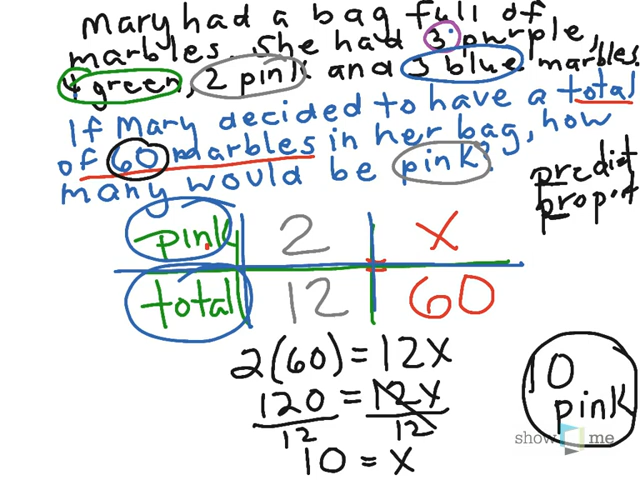 Mary had a bag full of
marbles. She had 3 purple,
4 green, 2 pink and 3 blue marbles
If Mary decided to have a total
of 60 marbles in her bag, how
many would be pink?
predict
proport
pink 2 x
total 12 60
2(60) = 12x
120 = 12x
12 12
10 = x
10
pink
show me